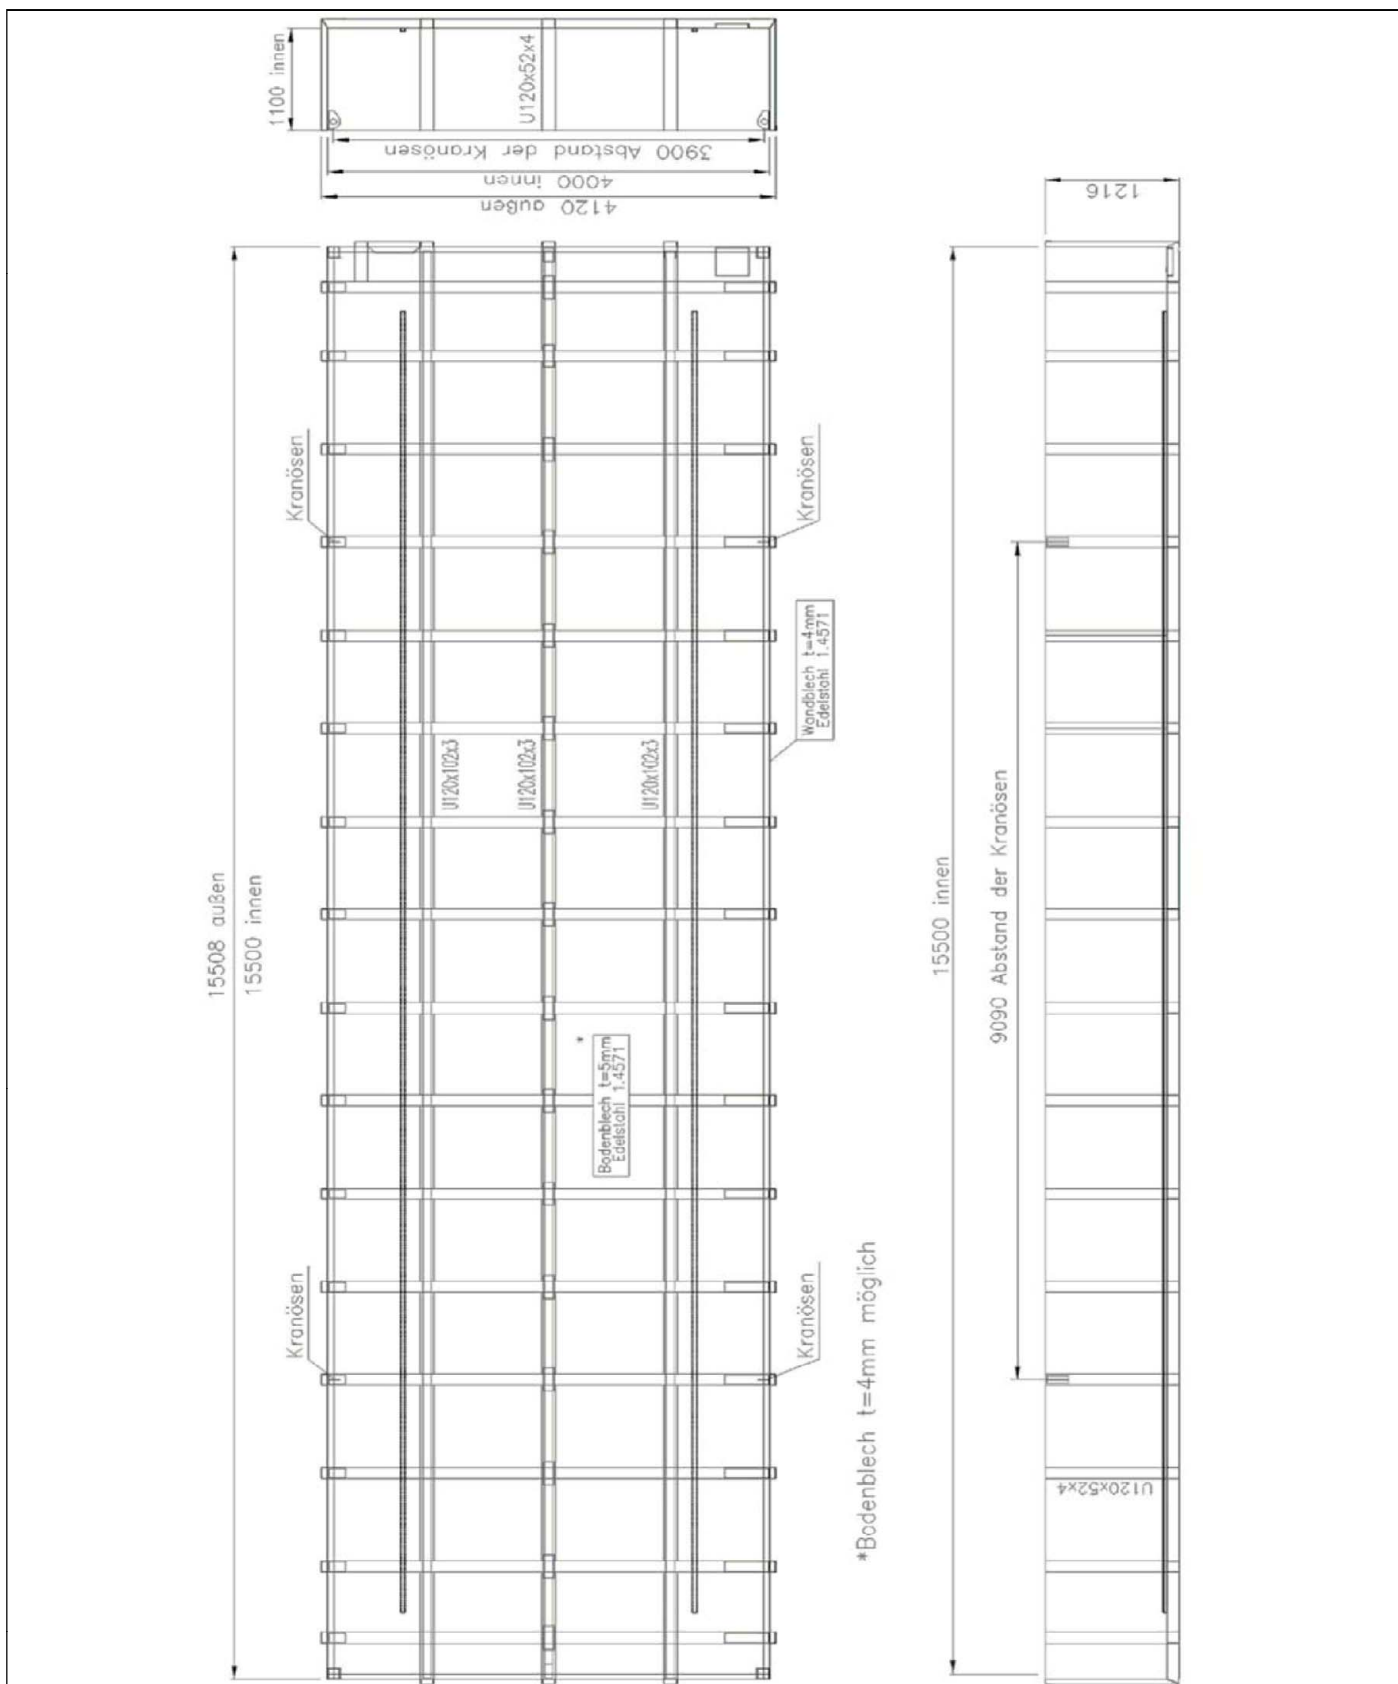 1100 innen
U120x52x4
3900 Abstand der Kranösen
4000 innen
4120 außen
1216
Kranösen
Kranösen
Wandblech t=4mm
Edelstahl 1.4571
U120x102x3
U120x102x3
U120x102x3
15508 außen
15500 innen
15500 innen
9090 Abstand der Kranösen
*
Bodenblech t=5mm
Edelstahl 1.4571
Kranösen
Kranösen
*Bodenblech t=4mm möglich
U120x52x4